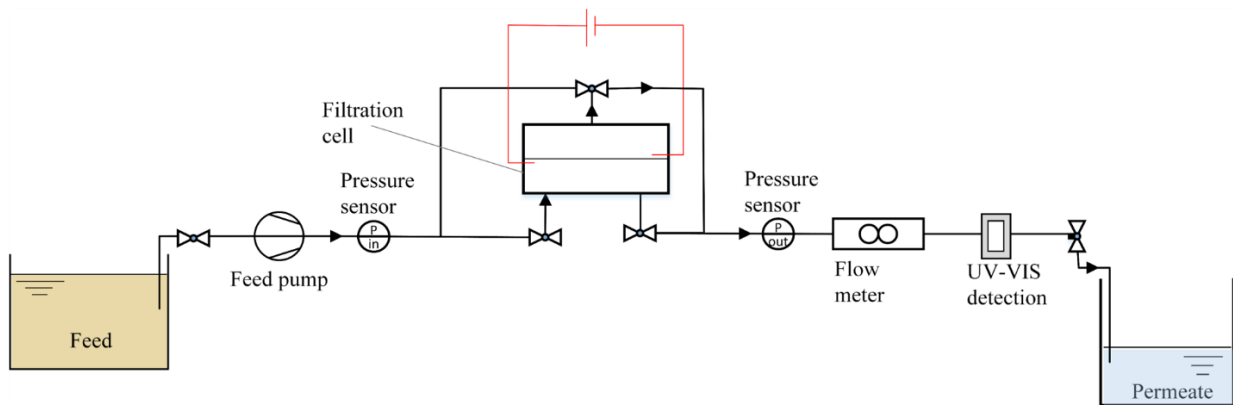 Filtration
cell
Pressure
sensor
P
in
Feed pump
Feed
Pressure
sensor
P
out
Flow
meter
UV-VIS
detection
Permeate